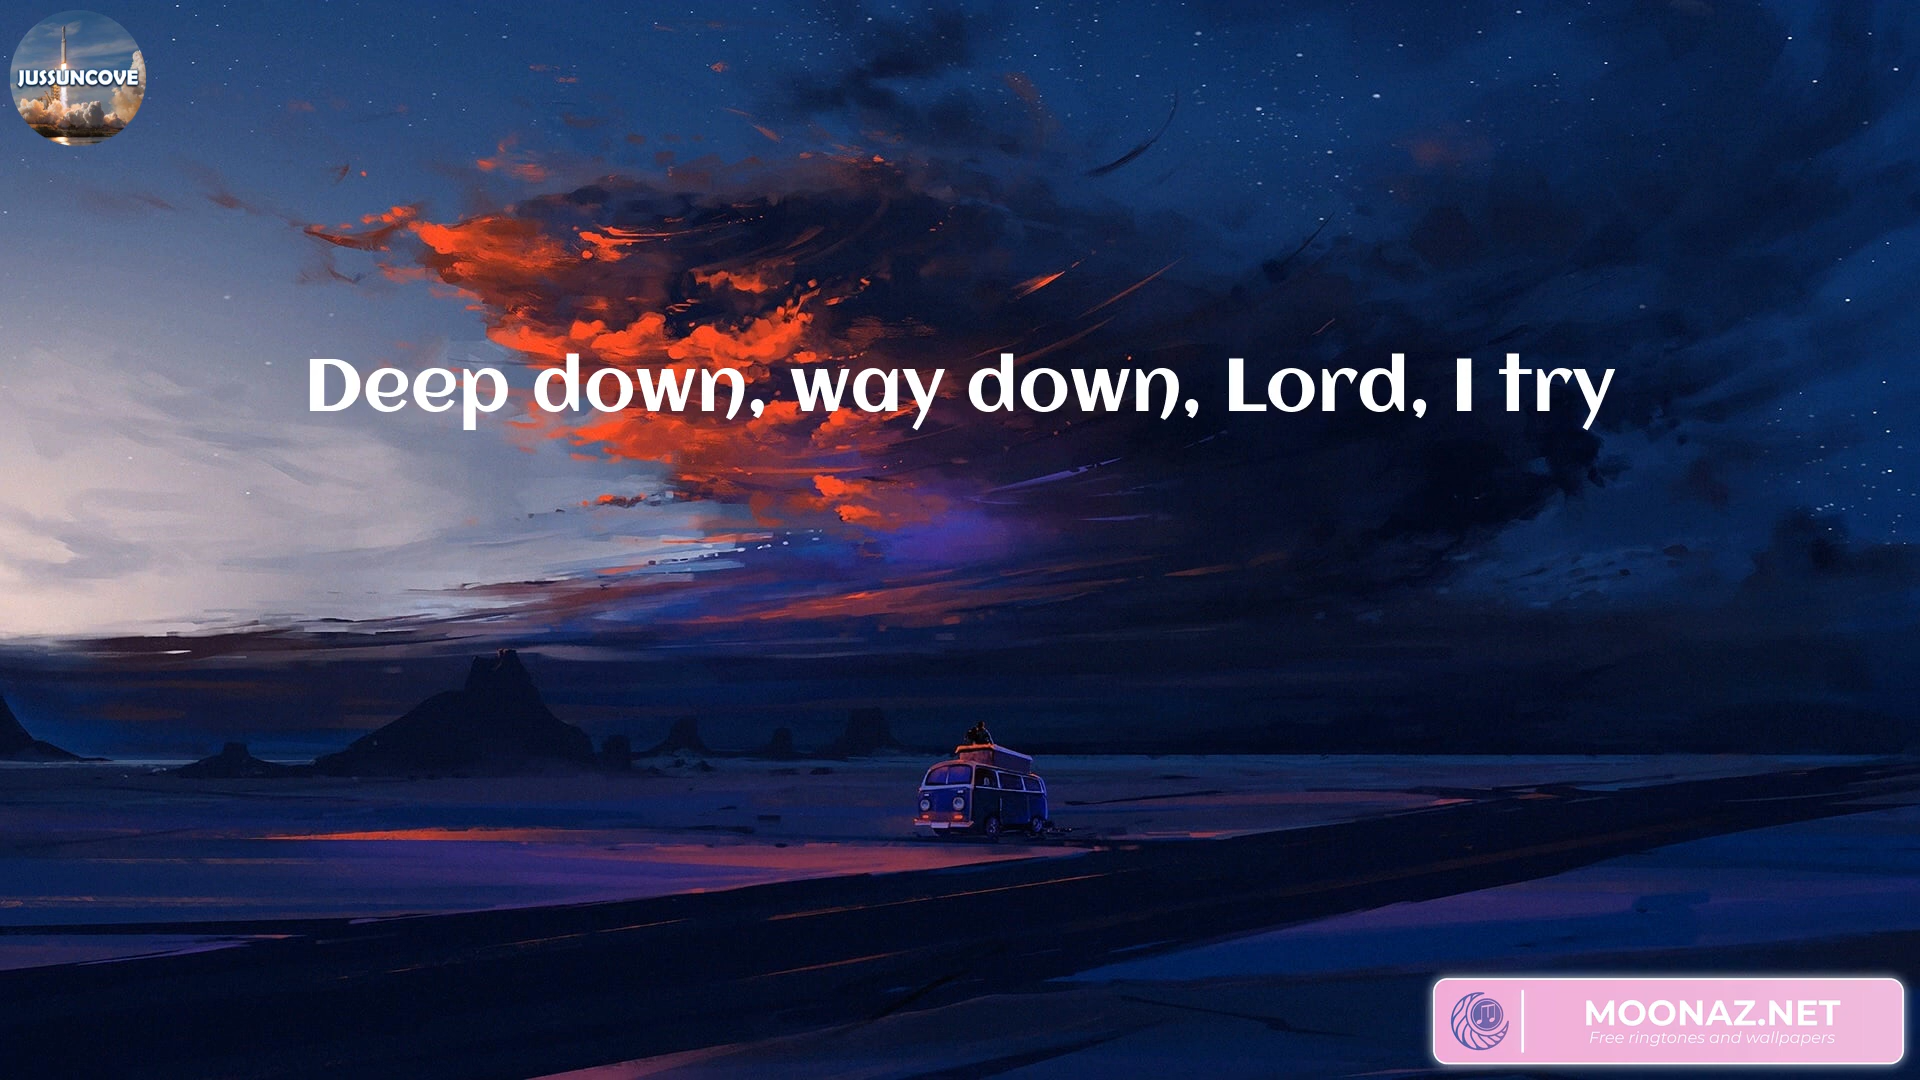 JUSSUNCOVE
Deep down, way down, Lord, I try
MOONAZ.NET
Free ringtones and wallpapers